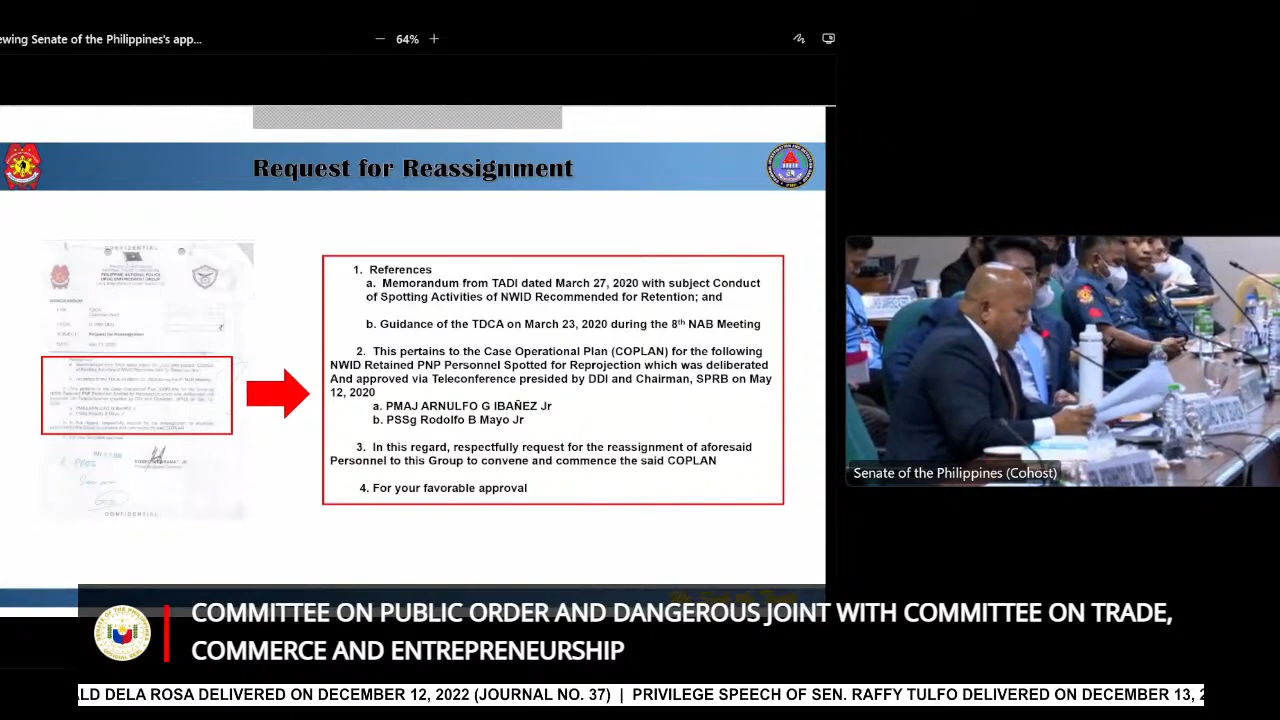 ewing Senate of the Philippines's app...
64%
Request for Reassignment
CONFIDENTIAL
PHILIPPINE NATIONAL POLICE
MEMORANDUM
Request for Reassignment
CONFIDENTIAL
1. References
a. Memorandum from TADI dated March 27, 2020 with subject Conduct
of Spotting Activities of NWID Recommended for Retention; and
b. Guidance of the TDCA on March 23, 2020 during the 8th NAB Meeting
2. This pertains to the Case Operational Plan (COPLAN) for the following
NWID Retained PNP Personnel Spotted for Reprojection which was deliberated
And approved via Teleconference presided by DDI and Chairman, SPRB on May
12, 2020
a. PMAJ ARNULFO G IBAÑEZ Jr
b. PSSg Rodolfo B Mayo Jr
3. In this regard, respectfully request for the reassignment of aforesaid
Personnel to this Group to convene and commence the said COPLAN
4. For your favorable approval
Senate of the Philippines (Cohost)
COMMITTEE ON PUBLIC ORDER AND DANGEROUS JOINT WITH COMMITTEE ON TRADE,
COMMERCE AND ENTREPRENEURSHIP
ALD DELA ROSA DELIVERED ON DECEMBER 12, 2022 (JOURNAL NO. 37) | PRIVILEGE SPEECH OF SEN. RAFFY TULFO DELIVERED ON DECEMBER 13, 2